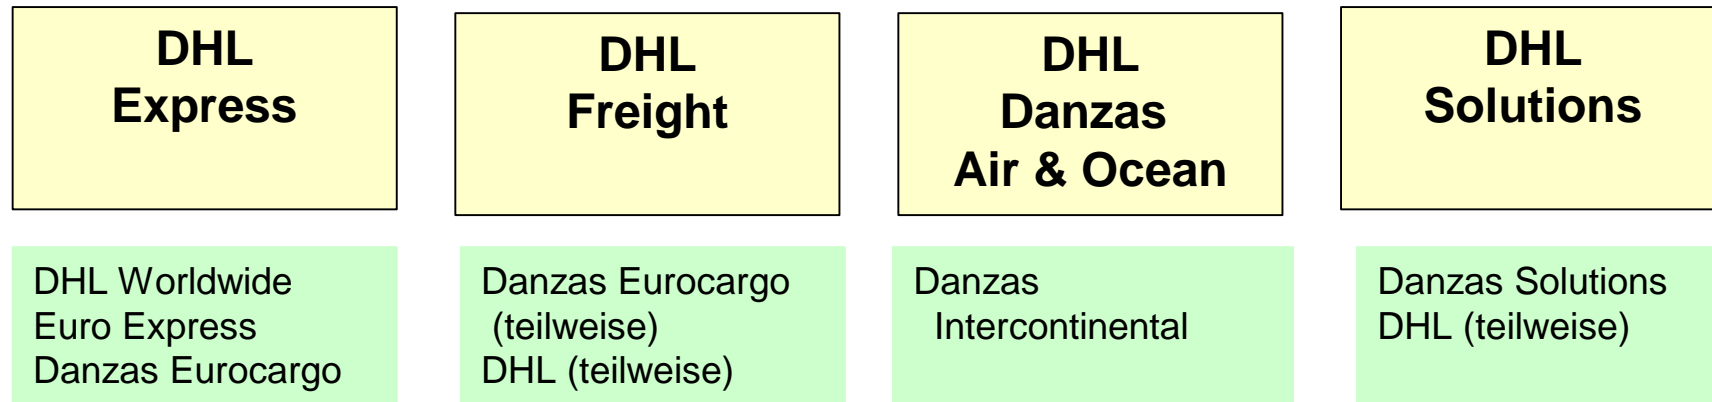 DHL
Express
DHL
Freight
DHL
Danzas
Air & Ocean
DHL
Solutions
DHL Worldwide
Euro Express
Danzas Eurocargo
Danzas Eurocargo
(teilweise)
DHL (teilweise)
Danzas
Intercontinental
Danzas Solutions
DHL (teilweise)